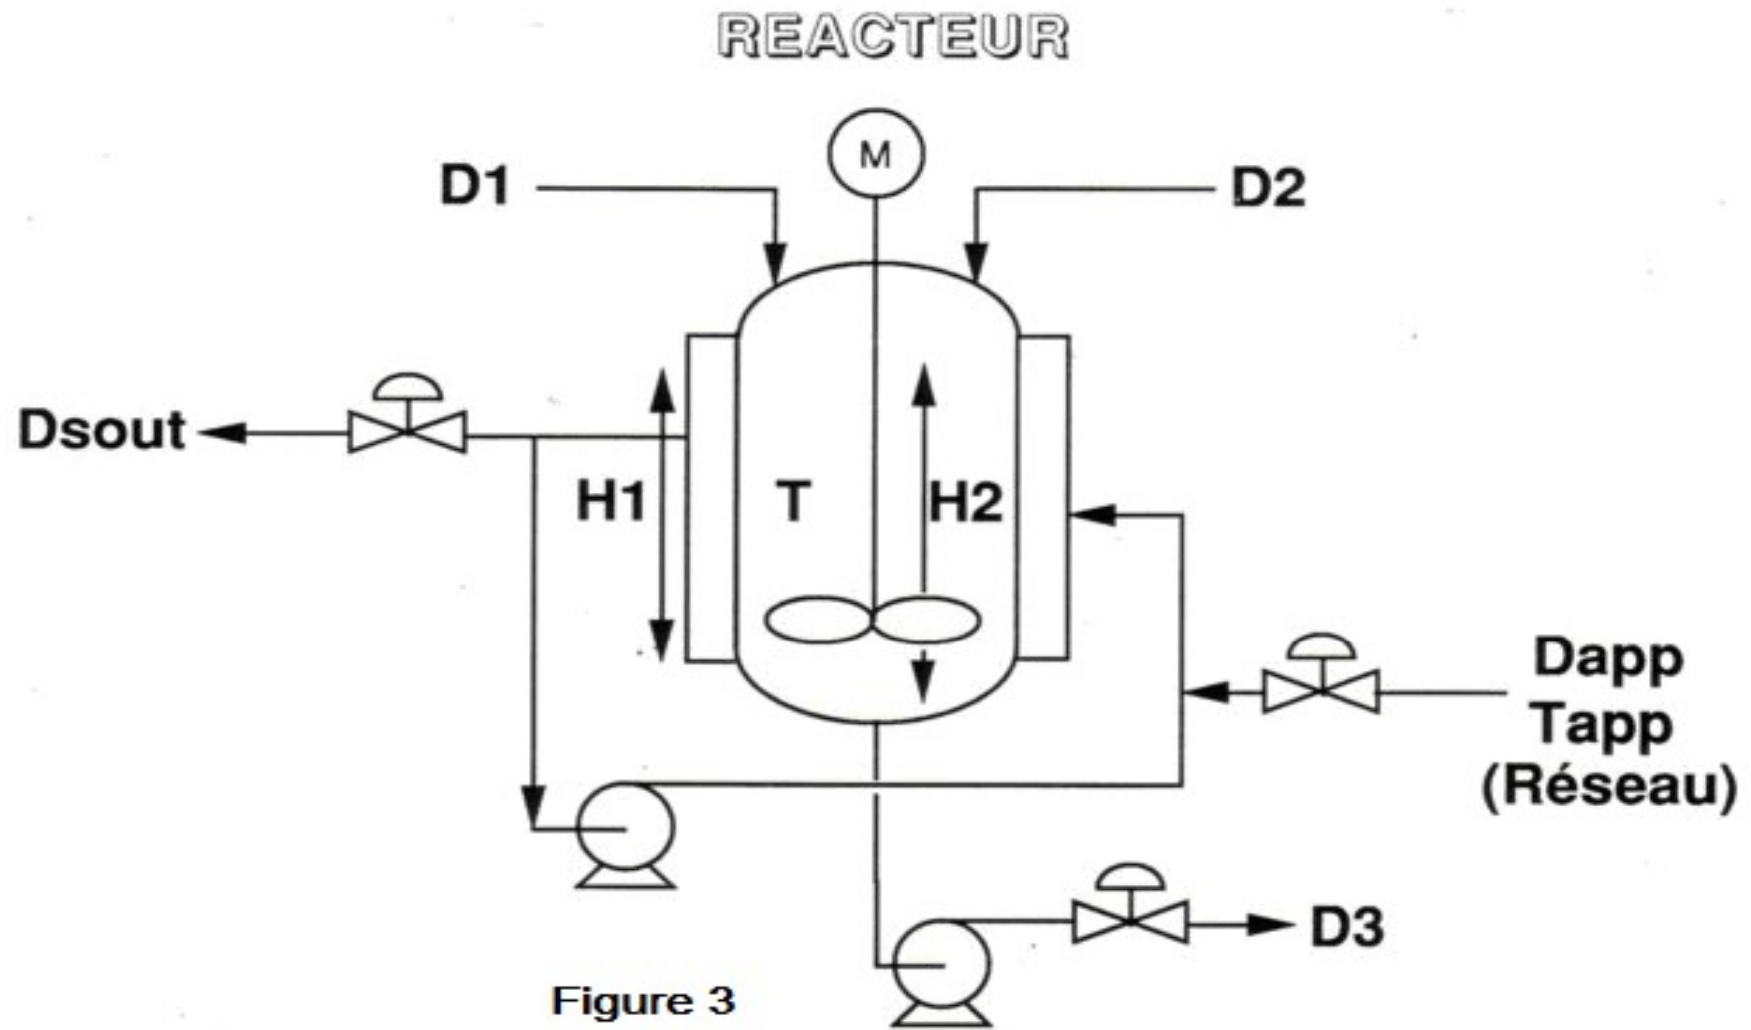 REACTEUR
M
D1
D2
Dsout
H1
T
H2
Dapp
Tapp
(Réseau)
D3
Figure 3